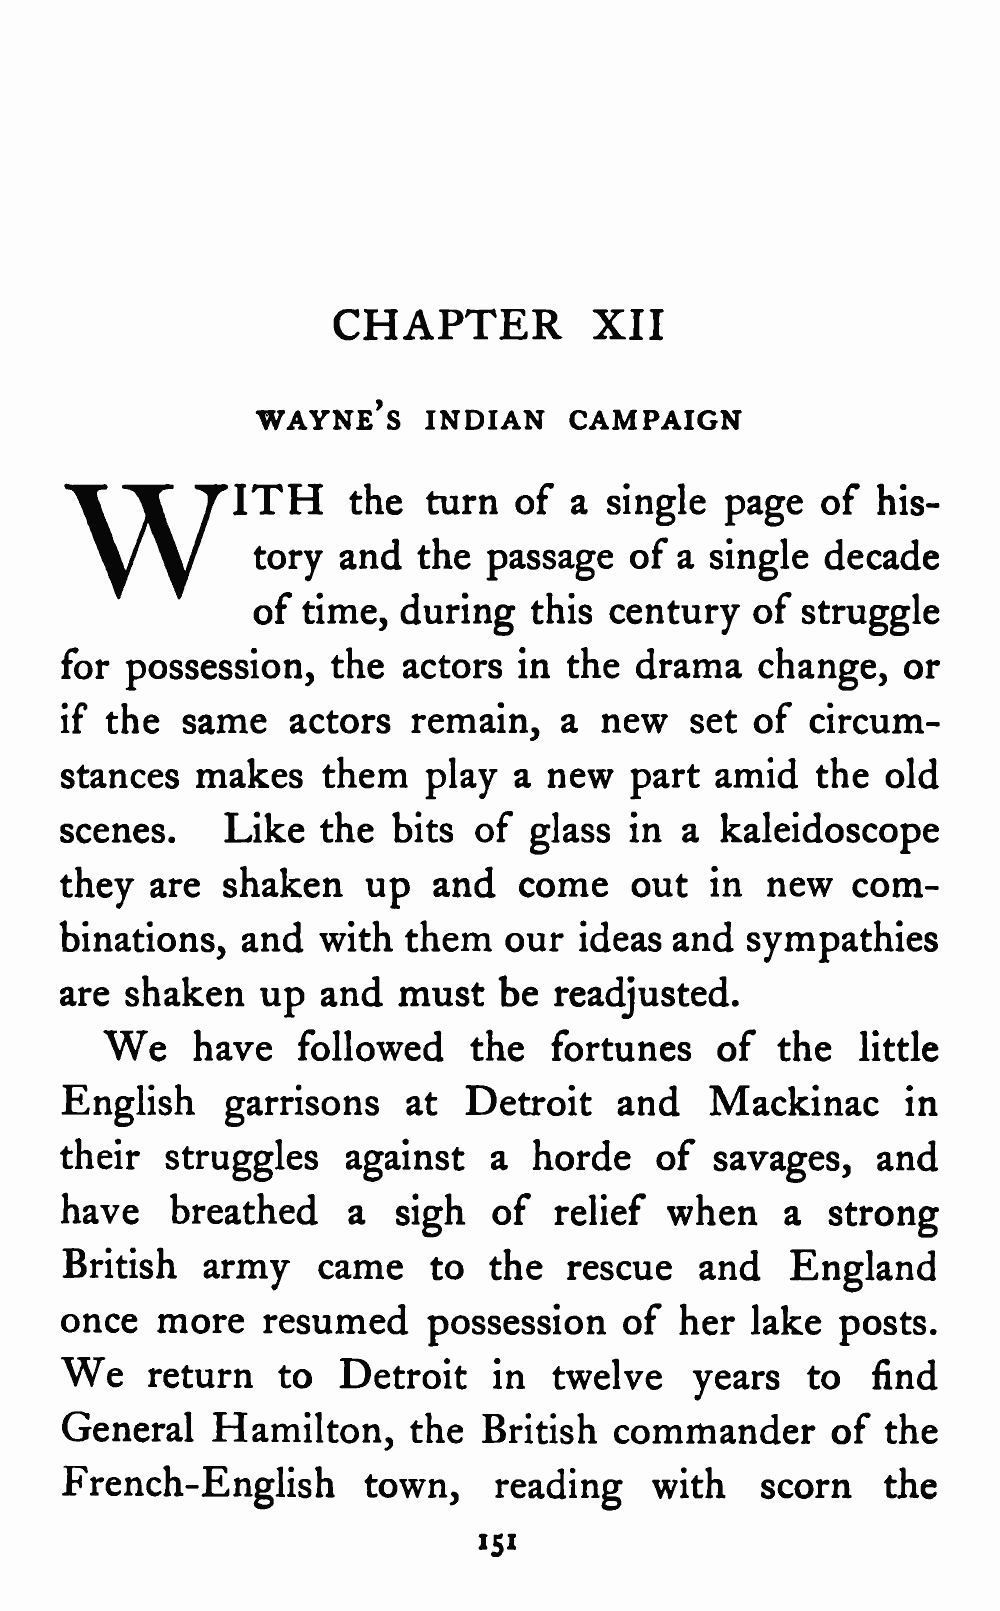 CHAPTER XII
WAYNE'S INDIAN CAMPAIGN
WITH the turn of a single page of his-
tory and the passage of a single decade
of time, during this century of struggle
for possession, the actors in the drama change, or
if the same actors remain, a new set of circum-
stances makes them play a new part amid the old
scenes. Like the bits of glass in a kaleidoscope
they are shaken up and come out in new com-
binations, and with them our ideas and sympathies
are shaken up and must be readjusted.
We have followed the fortunes of the little
English garrisons at Detroit and Mackinac in
their struggles against a horde of savages, and
have breathed a sigh of relief when a strong
British army came to the rescue and England
once more resumed possession of her lake posts.
We return to Detroit in twelve years to find
General Hamilton, the British commander of the
French-English town, reading with scorn the
151